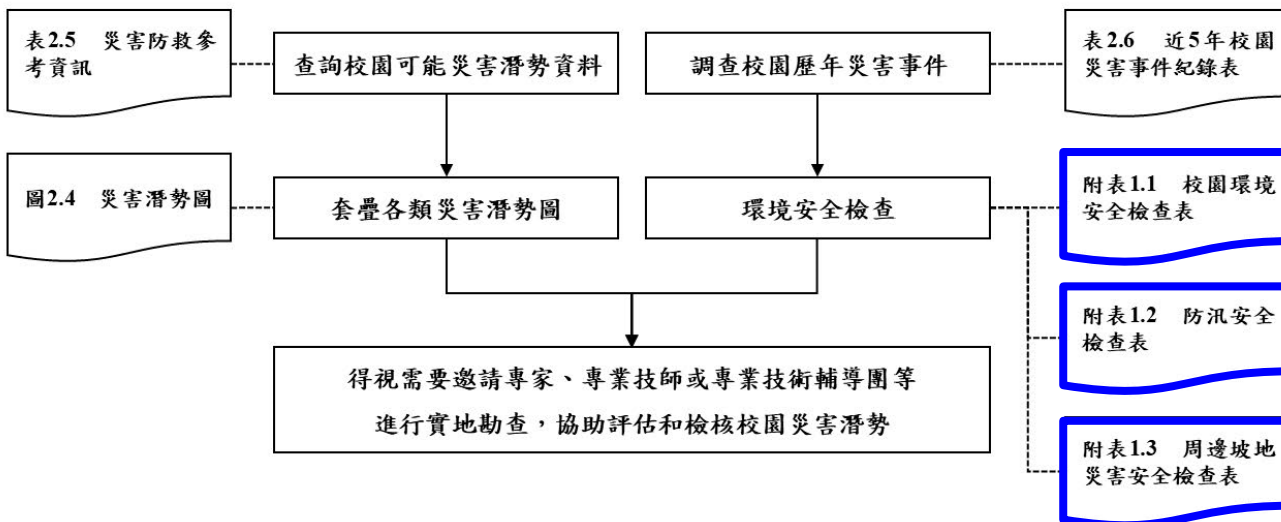 表2.5　災害防救參
考資訊
查詢校園可能災害潛勢資料
調查校園歷年災害事件
表2.6　近5年校園
災害事件紀錄表
圖2.4　災害潛勢圖
套疊各類災害潛勢圖
環境安全檢查
附表1.1　校園環境
安全檢查表
附表1.2　防汛安全
檢查表
得視需要邀請專家、專業技師或專業技術輔導團等
進行實地勘查，協助評估和檢核校園災害潛勢
附表1.3　周邊坡地
災害安全檢查表